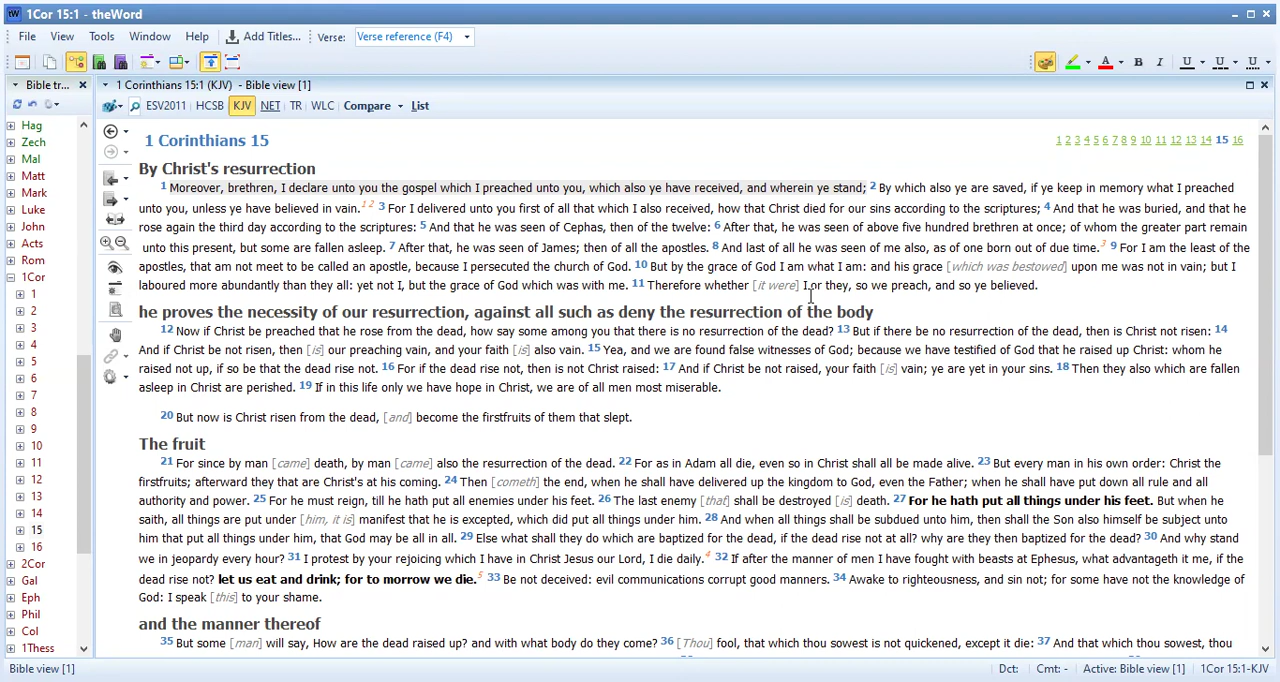 1Cor 15:1 - theWord
File View Tools Window Help Add Titles... Verse: Verse reference (F4)
A B I U U U
Bible tr... 1 Corinthians 15:1 (KJV) - Bible view [1]
ESV2011 HCSB KJV NET TR WLC Compare List
Hag
Zech
Mal
Matt
Mark
Luke
John
Acts
Rom
1Cor
1
2
3
4
5
6
7
8
9
10
11
12
13
14
15
16
2Cor
Gal
Eph
Phil
Col
1Thess
1 Corinthians 15 1 2 3 4 5 6 7 8 9 10 11 12 13 14 15 16
By Christ's resurrection
1 Moreover, brethren, I declare unto you the gospel which I preached unto you, which also ye have received, and wherein ye stand; 2 By which also ye are saved, if ye keep in memory what I preached
unto you, unless ye have believed in vain. 1 2 3 For I delivered unto you first of all that which I also received, how that Christ died for our sins according to the scriptures; 4 And that he was buried, and that he
rose again the third day according to the scriptures: 5 And that he was seen of Cephas, then of the twelve: 6 After that, he was seen of above five hundred brethren at once; of whom the greater part remain
unto this present, but some are fallen asleep. 7 After that, he was seen of James; then of all the apostles. 8 And last of all he was seen of me also, as of one born out of due time. 3 9 For I am the least of the
apostles, that am not meet to be called an apostle, because I persecuted the church of God. 10 But by the grace of God I am what I am: and his grace [which was bestowed] upon me was not in vain; but I
laboured more abundantly than they all: yet not I, but the grace of God which was with me. 11 Therefore whether [it were] I or they, so we preach, and so ye believed.
he proves the necessity of our resurrection, against all such as deny the resurrection of the body
12 Now if Christ be preached that he rose from the dead, how say some among you that there is no resurrection of the dead? 13 But if there be no resurrection of the dead, then is Christ not risen: 14
And if Christ be not risen, then [is] our preaching vain, and your faith [is] also vain. 15 Yea, and we are found false witnesses of God; because we have testified of God that he raised up Christ: whom he
raised not up, if so be that the dead rise not. 16 For if the dead rise not, then is not Christ raised: 17 And if Christ be not raised, your faith [is] vain; ye are yet in your sins. 18 Then they also which are fallen
asleep in Christ are perished. 19 If in this life only we have hope in Christ, we are of all men most miserable.
20 But now is Christ risen from the dead, [and] become the firstfruits of them that slept.
The fruit
21 For since by man [came] death, by man [came] also the resurrection of the dead. 22 For as in Adam all die, even so in Christ shall all be made alive. 23 But every man in his own order: Christ the
firstfruits; afterward they that are Christ's at his coming. 24 Then [cometh] the end, when he shall have delivered up the kingdom to God, even the Father; when he shall have put down all rule and all
authority and power. 25 For he must reign, till he hath put all enemies under his feet. 26 The last enemy [that] shall be destroyed [is] death. 27 For he hath put all things under his feet. But when he
saith, all things are put under [him, it is] manifest that he is excepted, which did put all things under him. 28 And when all things shall be subdued unto him, then shall the Son also himself be subject unto
him that put all things under him, that God may be all in all. 29 Else what shall they do which are baptized for the dead, if the dead rise not at all? why are they then baptized for the dead? 30 And why stand
we in jeopardy every hour? 31 I protest by your rejoicing which I have in Christ Jesus our Lord, I die daily. 4 32 If after the manner of men I have fought with beasts at Ephesus, what advantageth it me, if the
dead rise not? let us eat and drink; for to morrow we die. 5 33 Be not deceived: evil communications corrupt good manners. 34 Awake to righteousness, and sin not; for some have not the knowledge of
God: I speak [this] to your shame.
and the manner thereof
35 But some [man] will say, How are the dead raised up? and with what body do they come? 36 [Thou] fool, that which thou sowest is not quickened, except it die: 37 And that which thou sowest, thou
Bible view [1] Dct: Cmt: - Active: Bible view [1] 1Cor 15:1-KJV